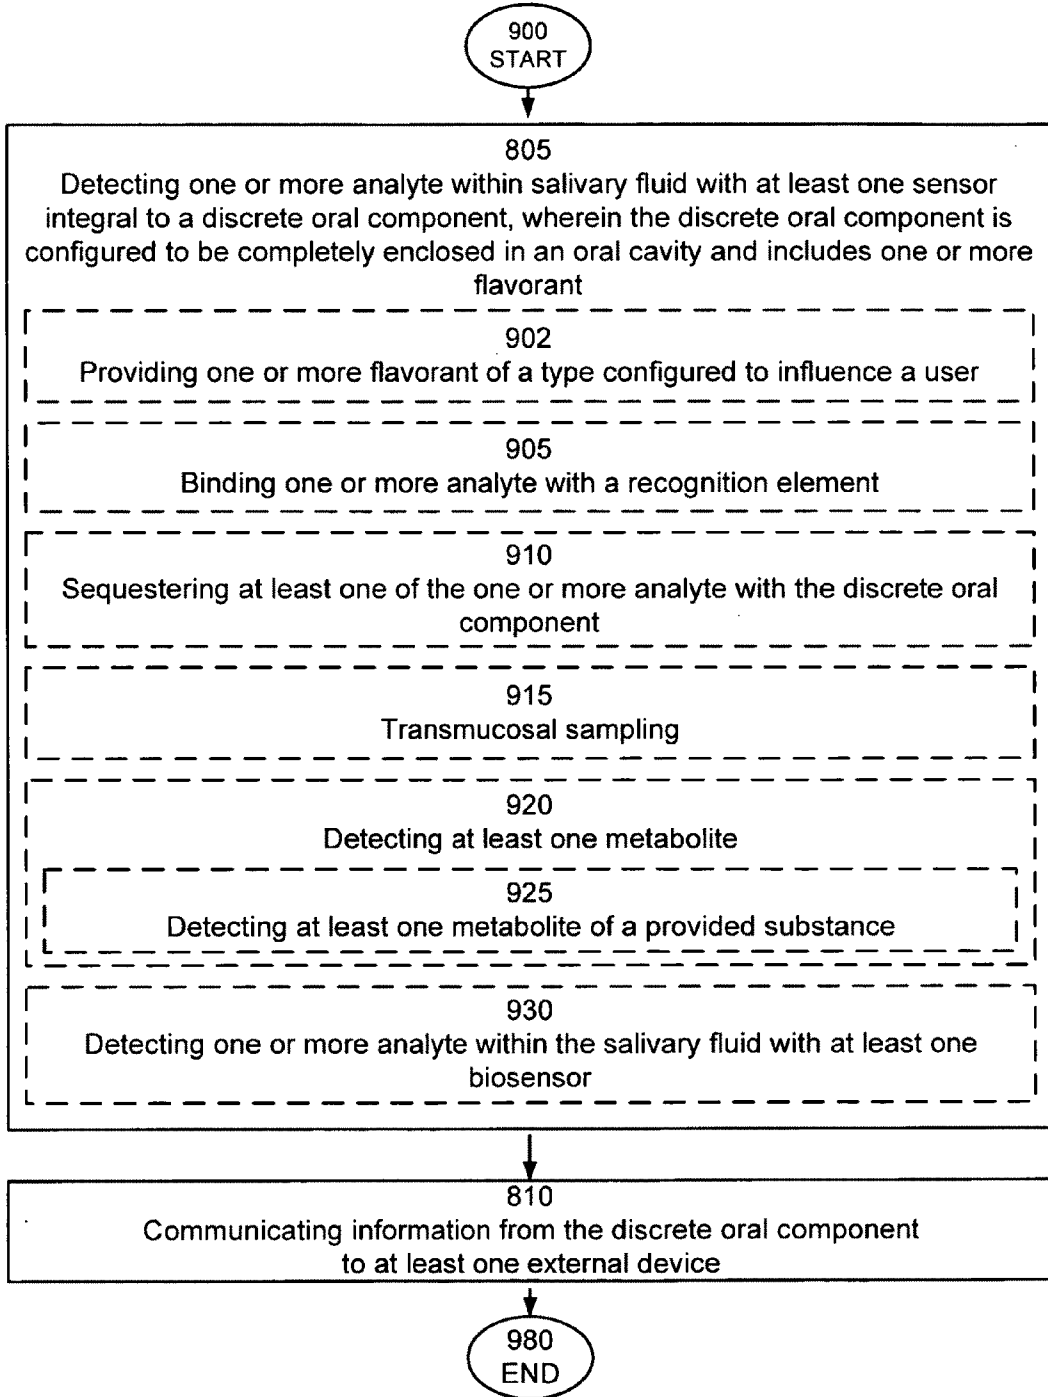 900
START
805
Detecting one or more analyte within salivary fluid with at least one sensor
integral to a discrete oral component, wherein the discrete oral component is
configured to be completely enclosed in an oral cavity and includes one or more
flavorant
902
Providing one or more flavorant of a type configured to influence a user
905
Binding one or more analyte with a recognition element
910
Sequestering at least one of the one or more analyte with the discrete oral
component
915
Transmucosal sampling
920
Detecting at least one metabolite
925
Detecting at least one metabolite of a provided substance
930
Detecting one or more analyte within the salivary fluid with at least one
biosensor
810
Communicating information from the discrete oral component
to at least one external device
980
END